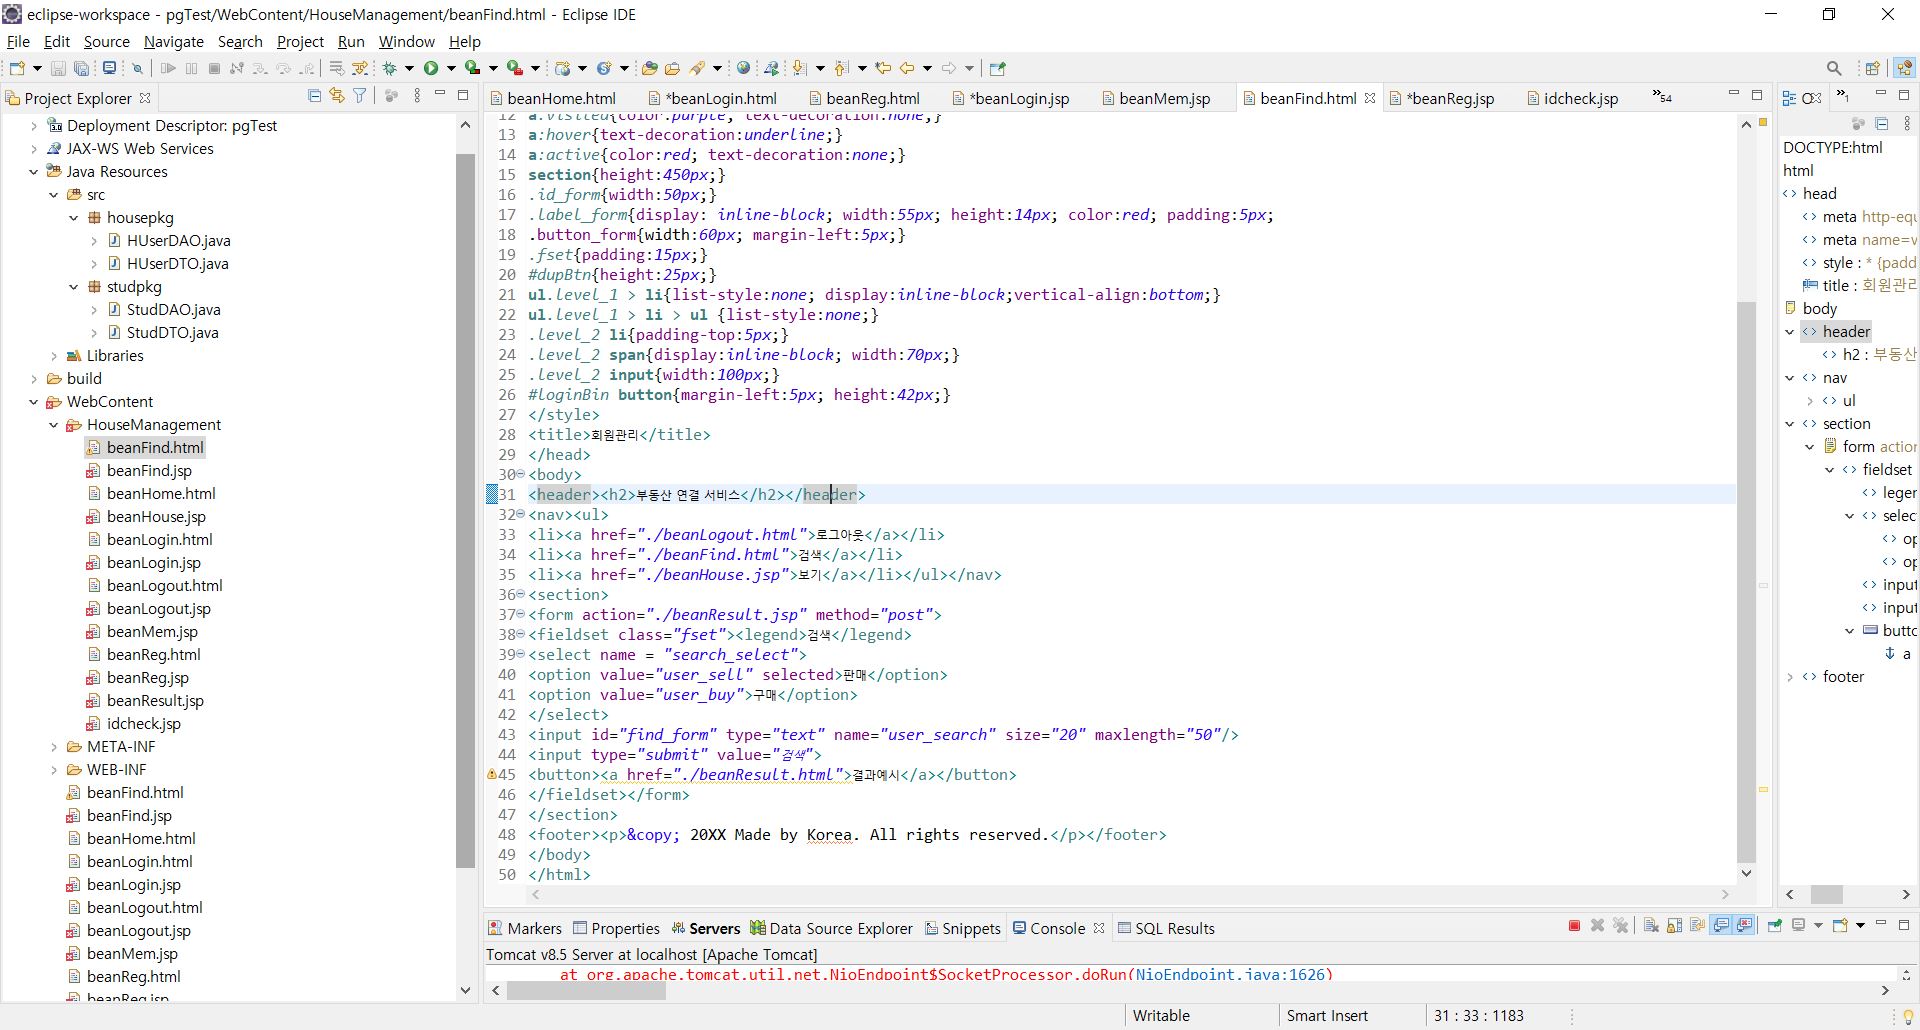 eclipse-workspace - pgTest/WebContent/HouseManagement/beanFind.html - Eclipse IDE
File Edit Source Navigate Search Project Run Window Help
Project Explorer
Deployment Descriptor: pgTest
JAX-WS Web Services
Java Resources
src
housepkg
HUserDAO.java
HUserDTO.java
studpkg
StudDAO.java
StudDTO.java
Libraries
build
WebContent
HouseManagement
beanFind.html
beanFind.jsp
beanHome.html
beanHouse.jsp
beanLogin.html
beanLogin.jsp
beanLogout.html
beanLogout.jsp
beanMem.jsp
beanReg.html
beanReg.jsp
beanResult.jsp
idcheck.jsp
META-INF
WEB-INF
beanFind.html
beanFind.jsp
beanHome.html
beanLogin.html
beanLogin.jsp
beanLogout.html
beanLogout.jsp
beanMem.jsp
beanReg.html
beanReg.jsp
beanHome.html *beanLogin.html beanReg.html *beanLogin.jsp beanMem.jsp beanFind.html *beanReg.jsp idcheck.jsp »54
12 a:visited{color:purple; text-decoration:none;}
13 a:hover{text-decoration:underline;}
14 a:active{color:red; text-decoration:none;}
15 section{height:450px;}
16 .id_form{width:50px;}
17 .label_form{display: inline-block; width:55px; height:14px; color:red; padding:5px;
18 .button_form{width:60px; margin-left:5px;}
19 .fset{padding:15px;}
20 #dupBtn{height:25px;}
21 ul.level_1 > li{list-style:none; display:inline-block;vertical-align:bottom;}
22 ul.level_1 > li > ul {list-style:none;}
23 .level_2 li{padding-top:5px;}
24 .level_2 span{display:inline-block; width:70px;}
25 .level_2 input{width:100px;}
26 #loginBin button{margin-left:5px; height:42px;}
27 </style>
28 <title>회원관리</title>
29 </head>
30 <body>
31 <header><h2>부동산 연결 서비스</h2></header>
32 <nav><ul>
33 <li><a href="./beanLogout.html">로그아웃</a></li>
34 <li><a href="./beanFind.html">검색</a></li>
35 <li><a href="./beanHouse.jsp">보기</a></li></ul></nav>
36 <section>
37 <form action="./beanResult.jsp" method="post">
38 <fieldset class="fset"><legend>검색</legend>
39 <select name = "search_select">
40 <option value="user_sell" selected>판매</option>
41 <option value="user_buy">구매</option>
42 </select>
43 <input id="find_form" type="text" name="user_search" size="20" maxlength="50"/>
44 <input type="submit" value="검색">
45 <button><a href="./beanResult.html">결과예시</a></button>
46 </fieldset></form>
47 </section>
48 <footer><p>&copy; 20XX Made by Korea. All rights reserved.</p></footer>
49 </body>
50 </html>
»1
DOCTYPE:html
html
head
meta http-equ
meta name=v
style : * {padd
title : 회원관리
body
header
h2 : 부동산
nav
ul
section
form action
fieldset
leger
selec
op
op
input
input
butto
a
footer
Markers Properties Servers Data Source Explorer Snippets Console SQL Results
Tomcat v8.5 Server at localhost [Apache Tomcat]
at org.apache.tomcat.util.net.NioEndpoint$SocketProcessor.doRun(NioEndpoint.java:1626)
Writable Smart Insert 31 : 33 : 1183